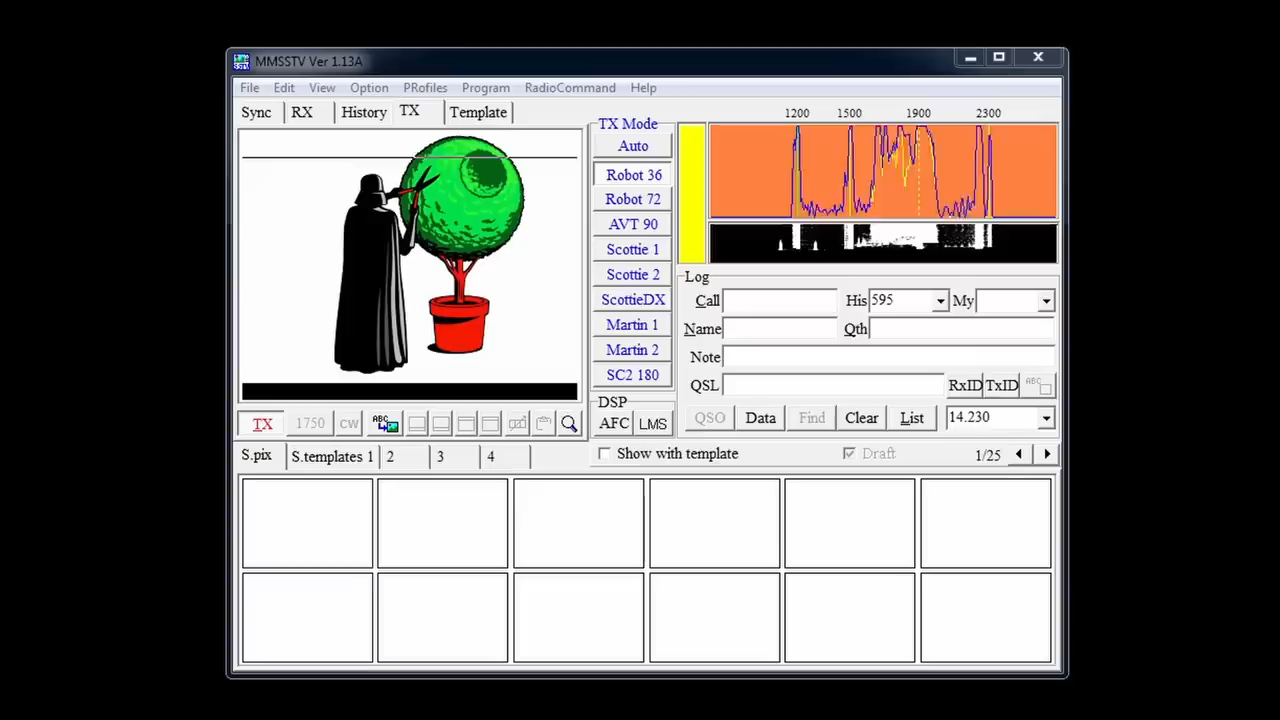 MMSSTV Ver 1.13A
File Edit View Option PRofiles Program RadioCommand Help
Sync RX History TX Template
TX Mode
Auto
Robot 36
Robot 72
AVT 90
Scottie 1
Scottie 2
ScottieDX
Martin 1
Martin 2
SC2 180
DSP
AFC LMS
1200 1500 1900 2300
Log
Call His 595 My
Name Qth
Note
QSL RxID TxID ABC
QSO Data Find Clear List 14.230
TX 1750 CW ABC
S.pix S.templates 1 2 3 4
Show with template Draft 1/25